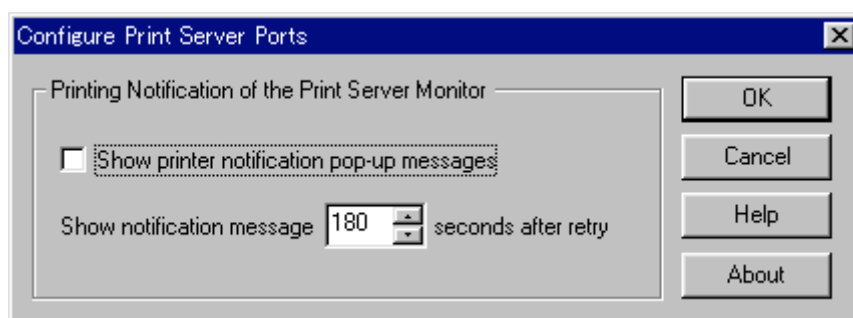 Configure Print Server Ports
Printing Notification of the Print Server Monitor
Show printer notification pop-up messages
Show notification message 180 seconds after retry
OK
Cancel
Help
About